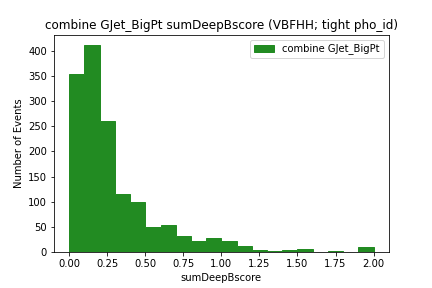 combine GJet_BigPt sumDeepBscore (VBFHH; tight pho_id)
combine GJet_BigPt
400
350
300
250
200
150
100
50
0
Number of Events
0.00 0.25 0.50 0.75 1.00 1.25 1.50 1.75 2.00
sumDeepBscore